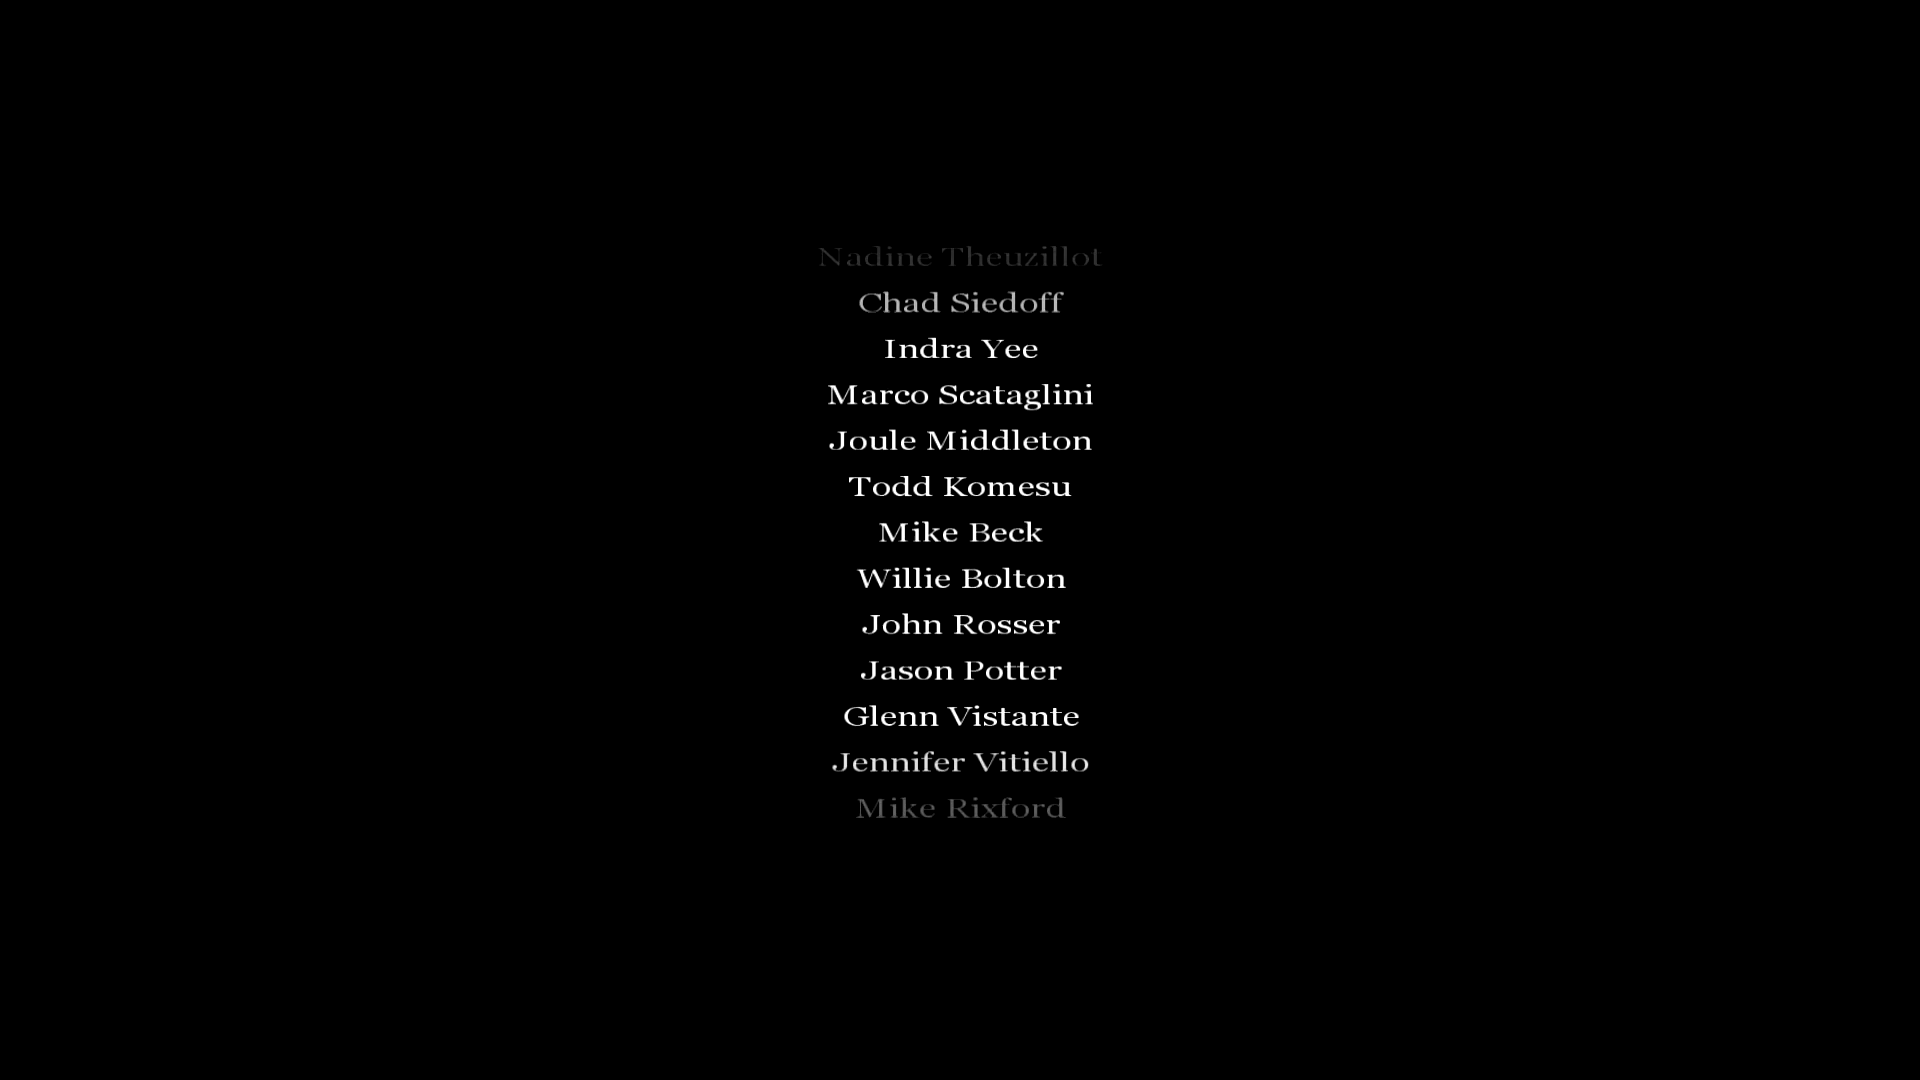 Nadine Theuzillot
Chad Siedoff
Indra Yee
Marco Scataglini
Joule Middleton
Todd Komesu
Mike Beck
Willie Bolton
John Rosser
Jason Potter
Glenn Vistante
Jennifer Vitiello
Mike Rixford